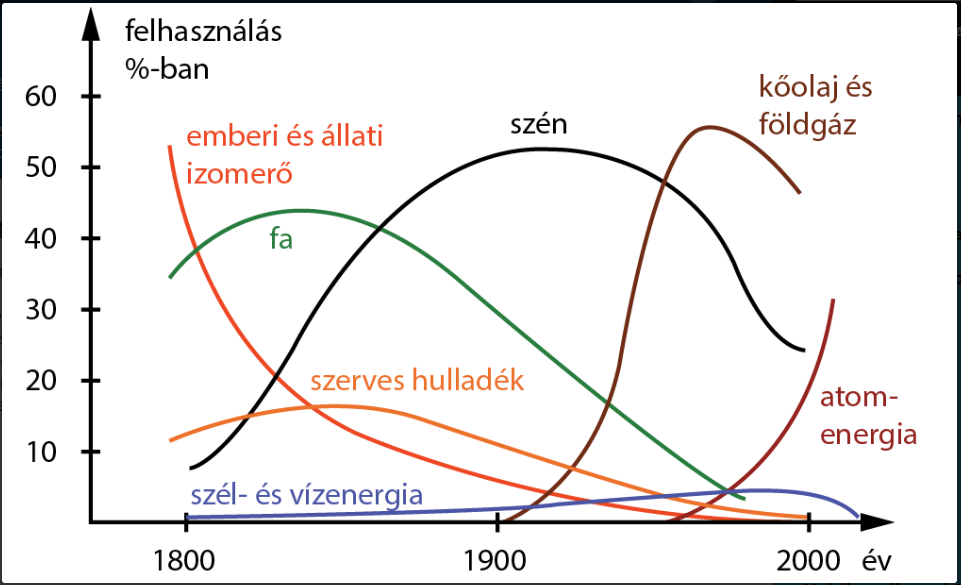 felhasználás
%-ban
60
50
40
30
20
10
emberi és állati
izomerő
fa
szén
kőolaj és
földgáz
szerves hulladék
atom-
energia
szél- és vízenergia
1800
1900
2000
év